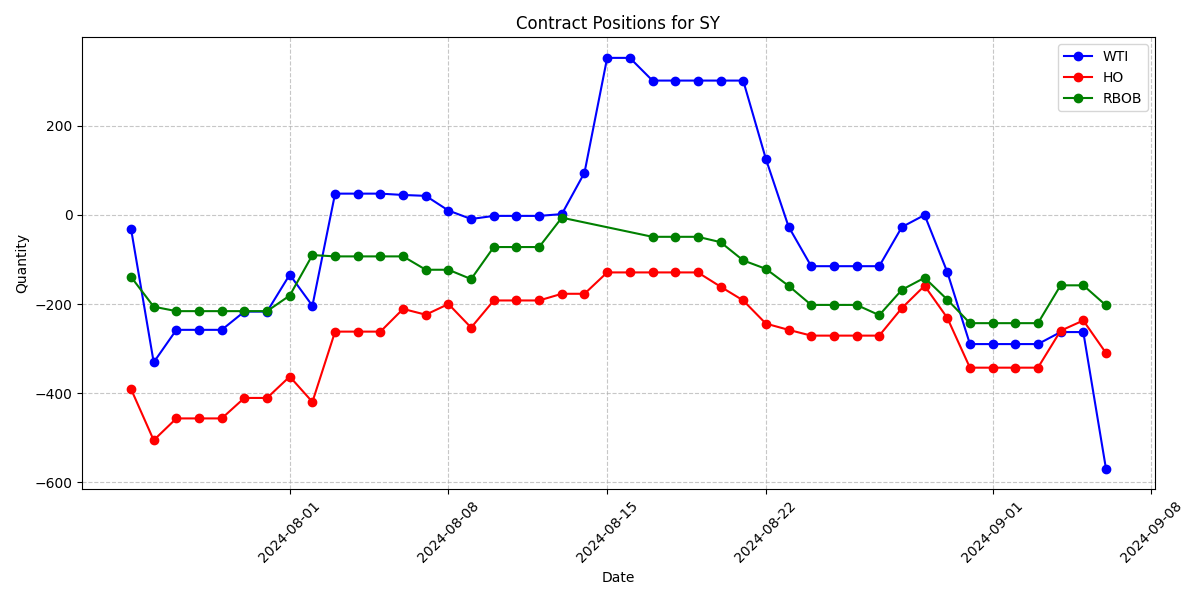 Contract Positions for SY
WTI
HO
RBOB
Quantity
200
0
−200
−400
−600
2024-08-01
2024-08-08
2024-08-15
2024-08-22
2024-09-01
2024-09-08
Date